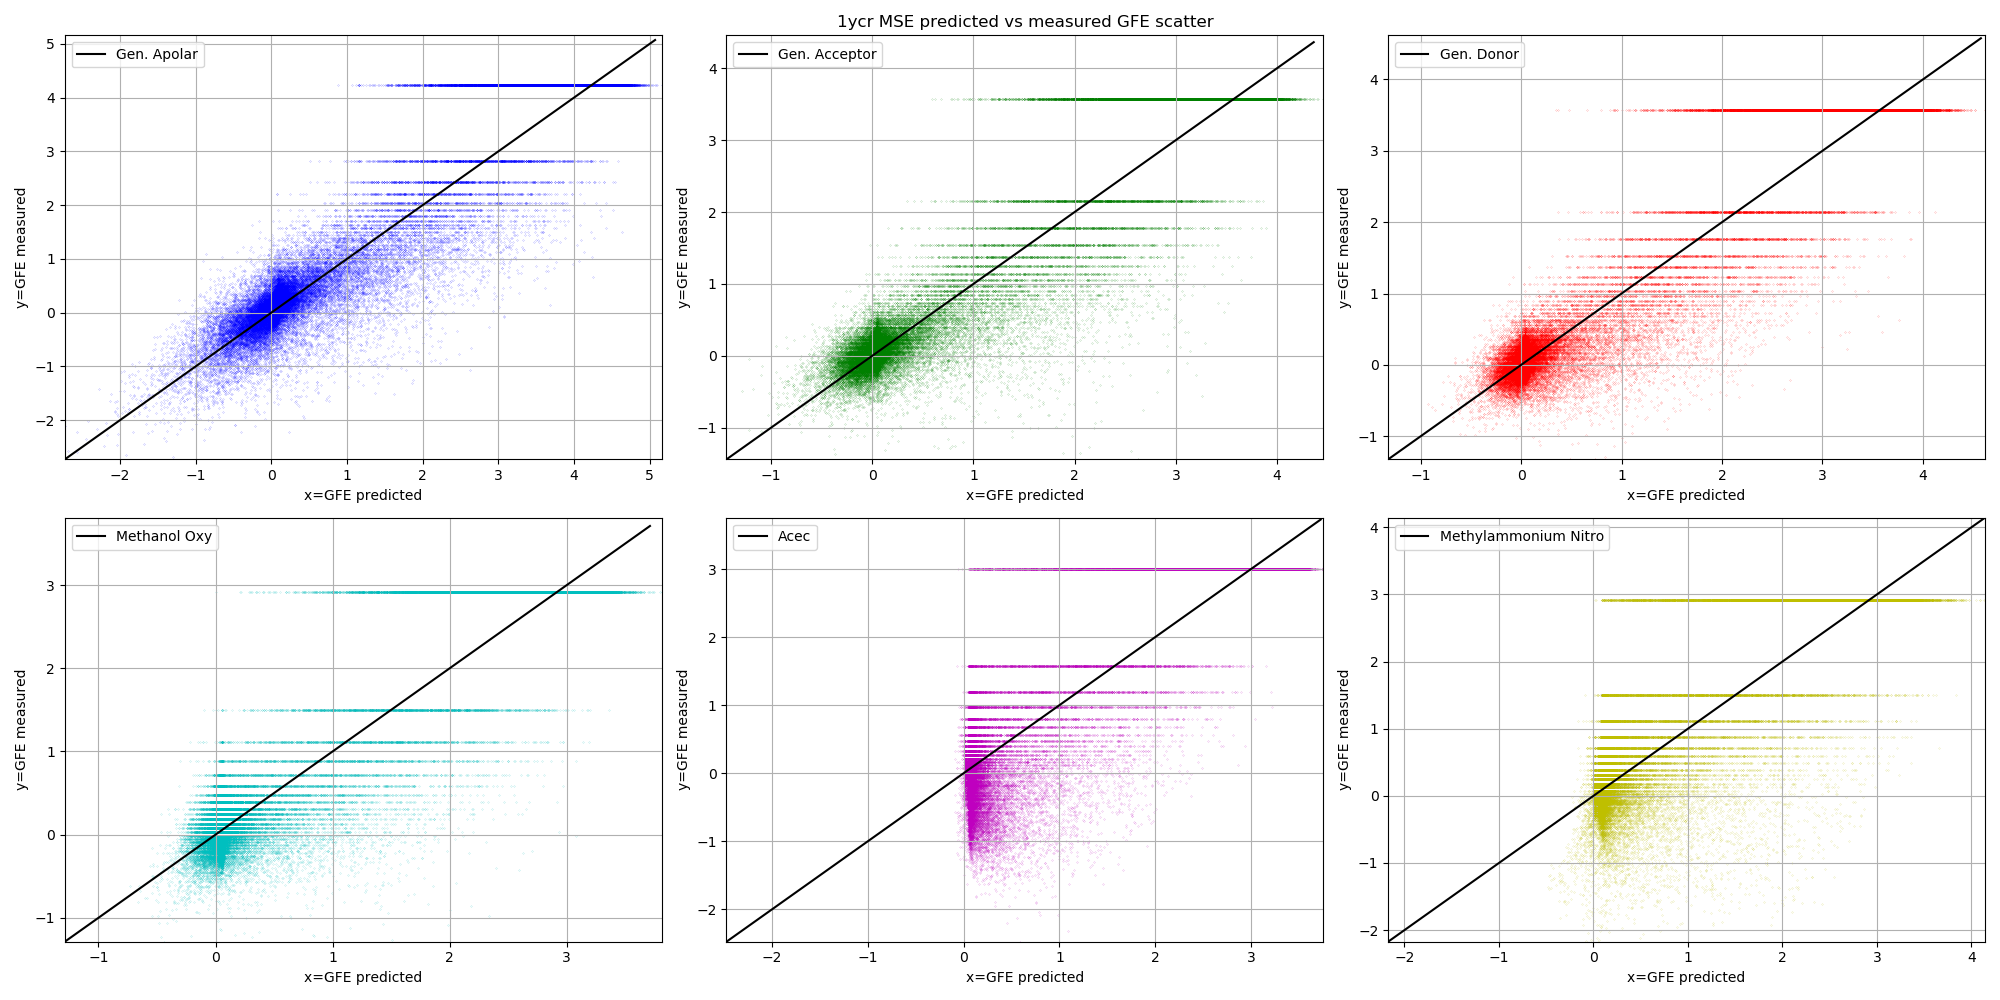 1ycr MSE predicted vs measured GFE scatter
Gen. Apolar
y=GFE measured
5
4
3
2
1
0
−1
−2
−2 −1 0 1 2 3 4 5
x=GFE predicted
Gen. Acceptor
y=GFE measured
4
3
2
1
0
−1
−1 0 1 2 3 4
x=GFE predicted
Gen. Donor
y=GFE measured
4
3
2
1
0
−1
−1 0 1 2 3 4
x=GFE predicted
Methanol Oxy
y=GFE measured
3
2
1
0
−1
−1 0 1 2 3
x=GFE predicted
Acec
y=GFE measured
3
2
1
0
−1
−2
−2 −1 0 1 2 3
x=GFE predicted
Methylammonium Nitro
y=GFE measured
4
3
2
1
0
−1
−2
−2 −1 0 1 2 3 4
x=GFE predicted